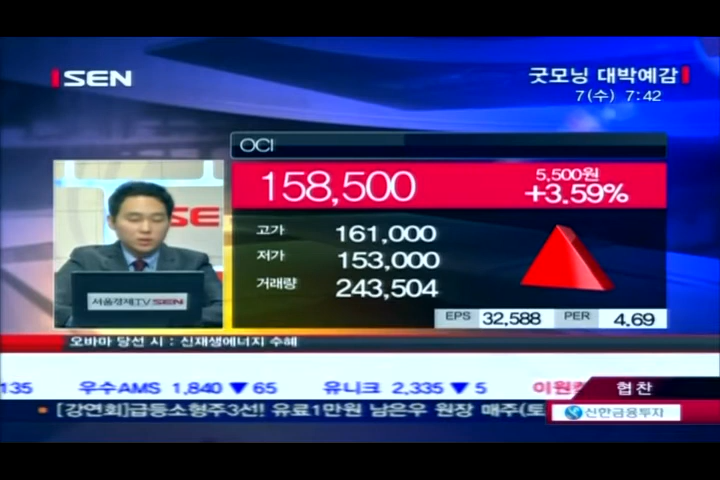 SEN
굿모닝 대박예감
7(수) 7:42
OCI
158,500
5,500원
+3.59%
고가 161,000
저가 153,000
거래량 243,504
EPS 32,588 PER 4.69
SE
서울경제TV SEN
오바마 당선 시 : 신재생에너지 수혜
135 우수AMS 1,840 ▼ 65 유니크 2,335 ▼ 5 이원
협찬
[강연회]급등소형주3선! 유료1만원 남은우 원장 매주(토
신한금융투자